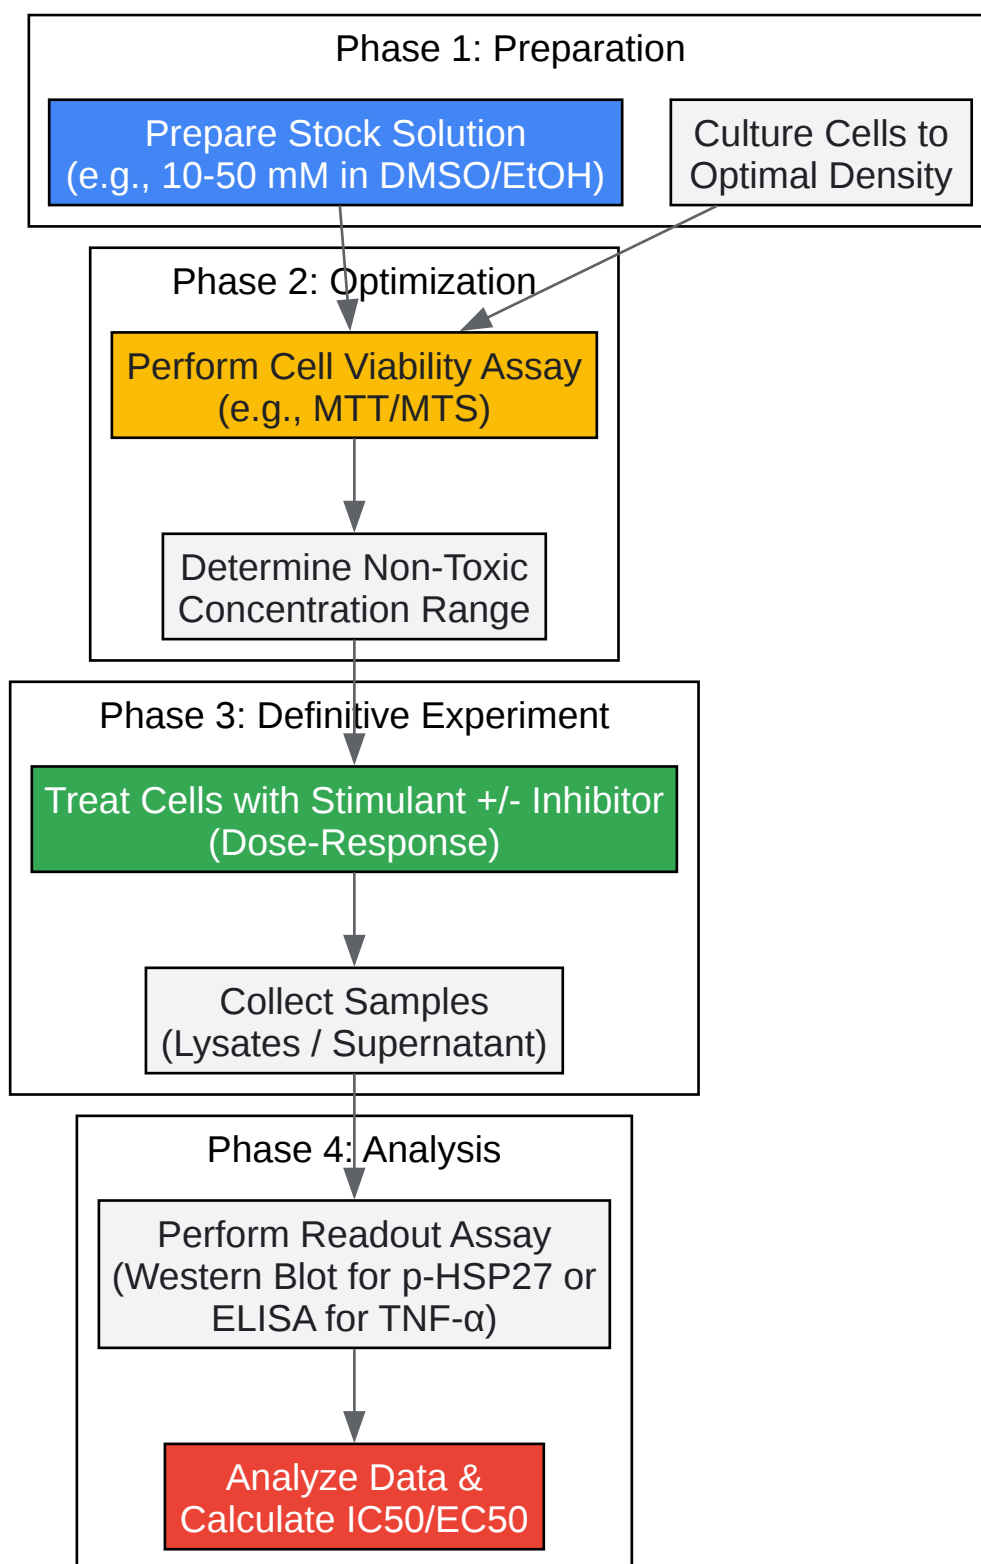 Phase 1: Preparation
Prepare Stock Solution
(e.g., 10-50 mM in DMSO/EtOH)
Culture Cells to
Optimal Density
Phase 2: Optimization
Perform Cell Viability Assay
(e.g., MTT/MTS)
Determine Non-Toxic
Concentration Range
Phase 3: Definitive Experiment
Treat Cells with Stimulant +/- Inhibitor
(Dose-Response)
Collect Samples
(Lysates / Supernatant)
Phase 4: Analysis
Perform Readout Assay
(Western Blot for p-HSP27 or
ELISA for TNF-α)
Analyze Data &
Calculate IC50/EC50